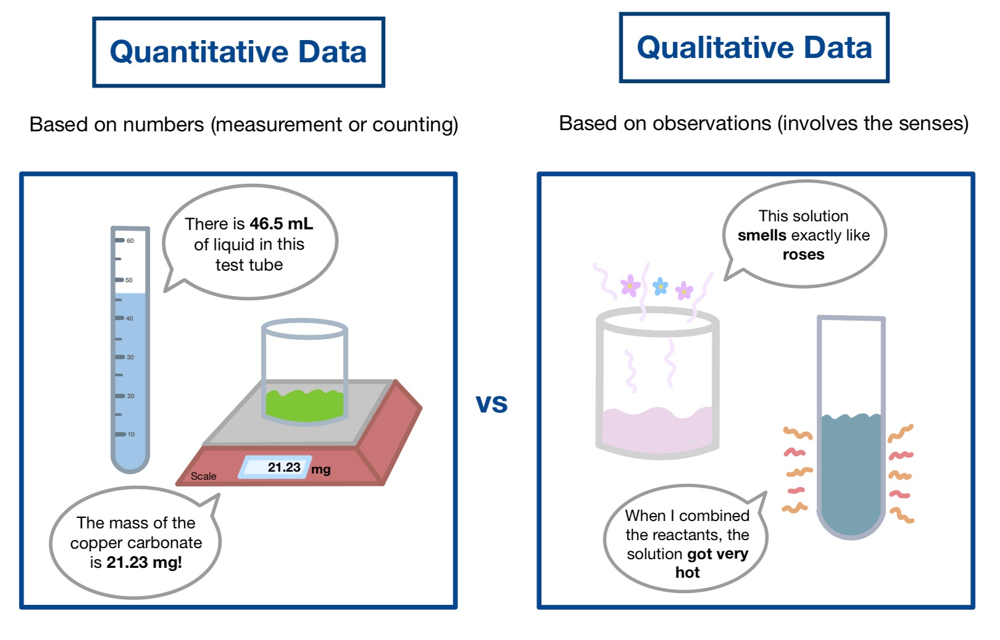 Quantitative Data
Based on numbers (measurement or counting)
There is 46.5 mL
of liquid in this
test tube
60
50
40
30
20
10
21.23 mg
Scale
The mass of the
copper carbonate
is 21.23 mg!
vs
Qualitative Data
Based on observations (involves the senses)
This solution
smells exactly like
roses
When I combined
the reactants, the
solution got very
hot